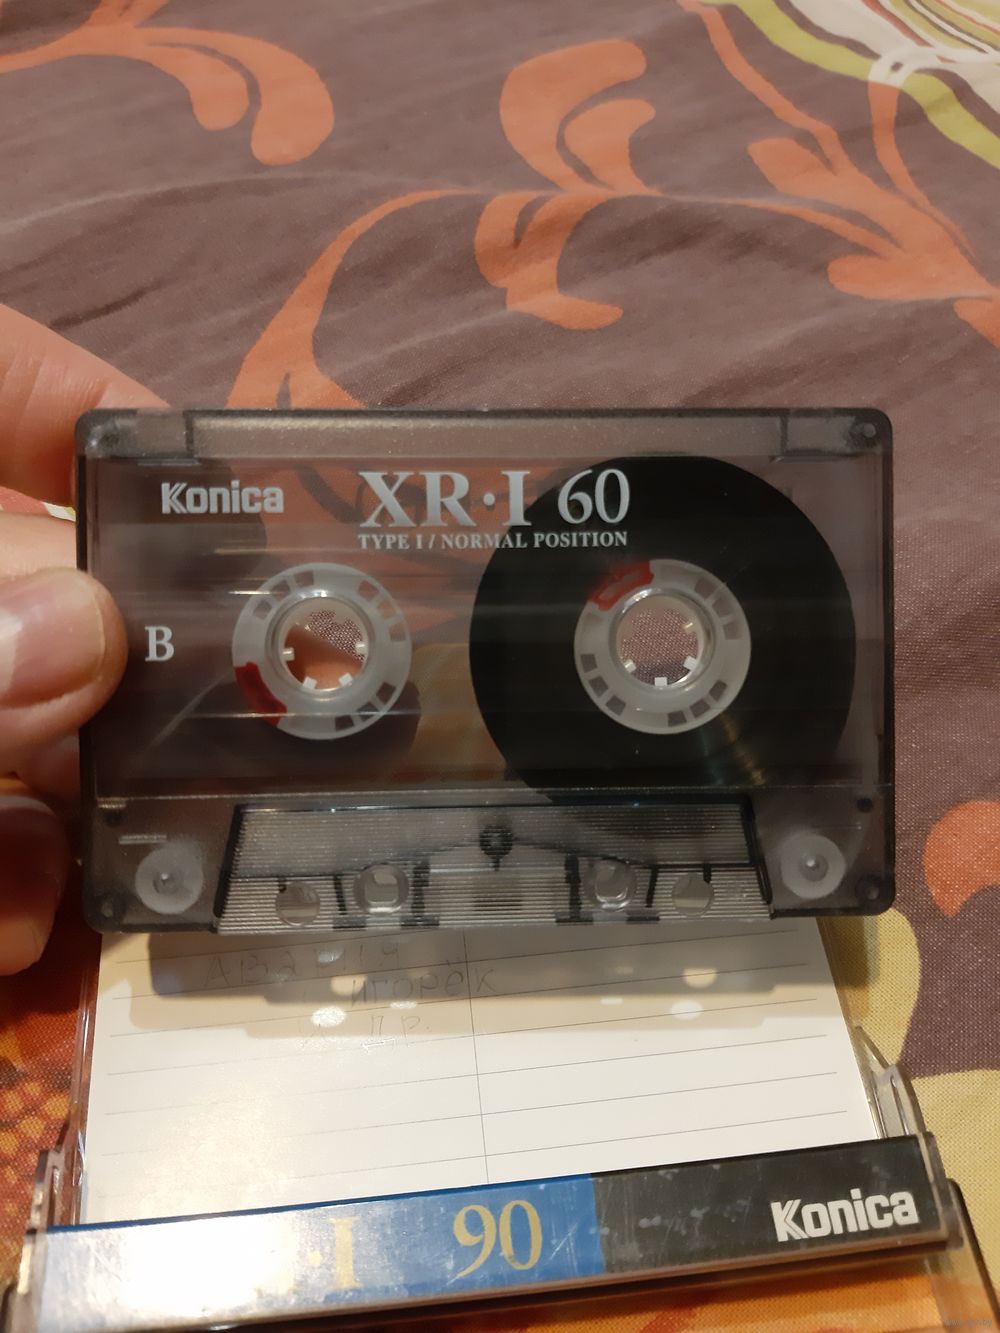 Konica
XR·I 60
TYPE I / NORMAL POSITION
B
АВАРИЯ
ИГОРЁК
И ДР.
·I 90
Konica